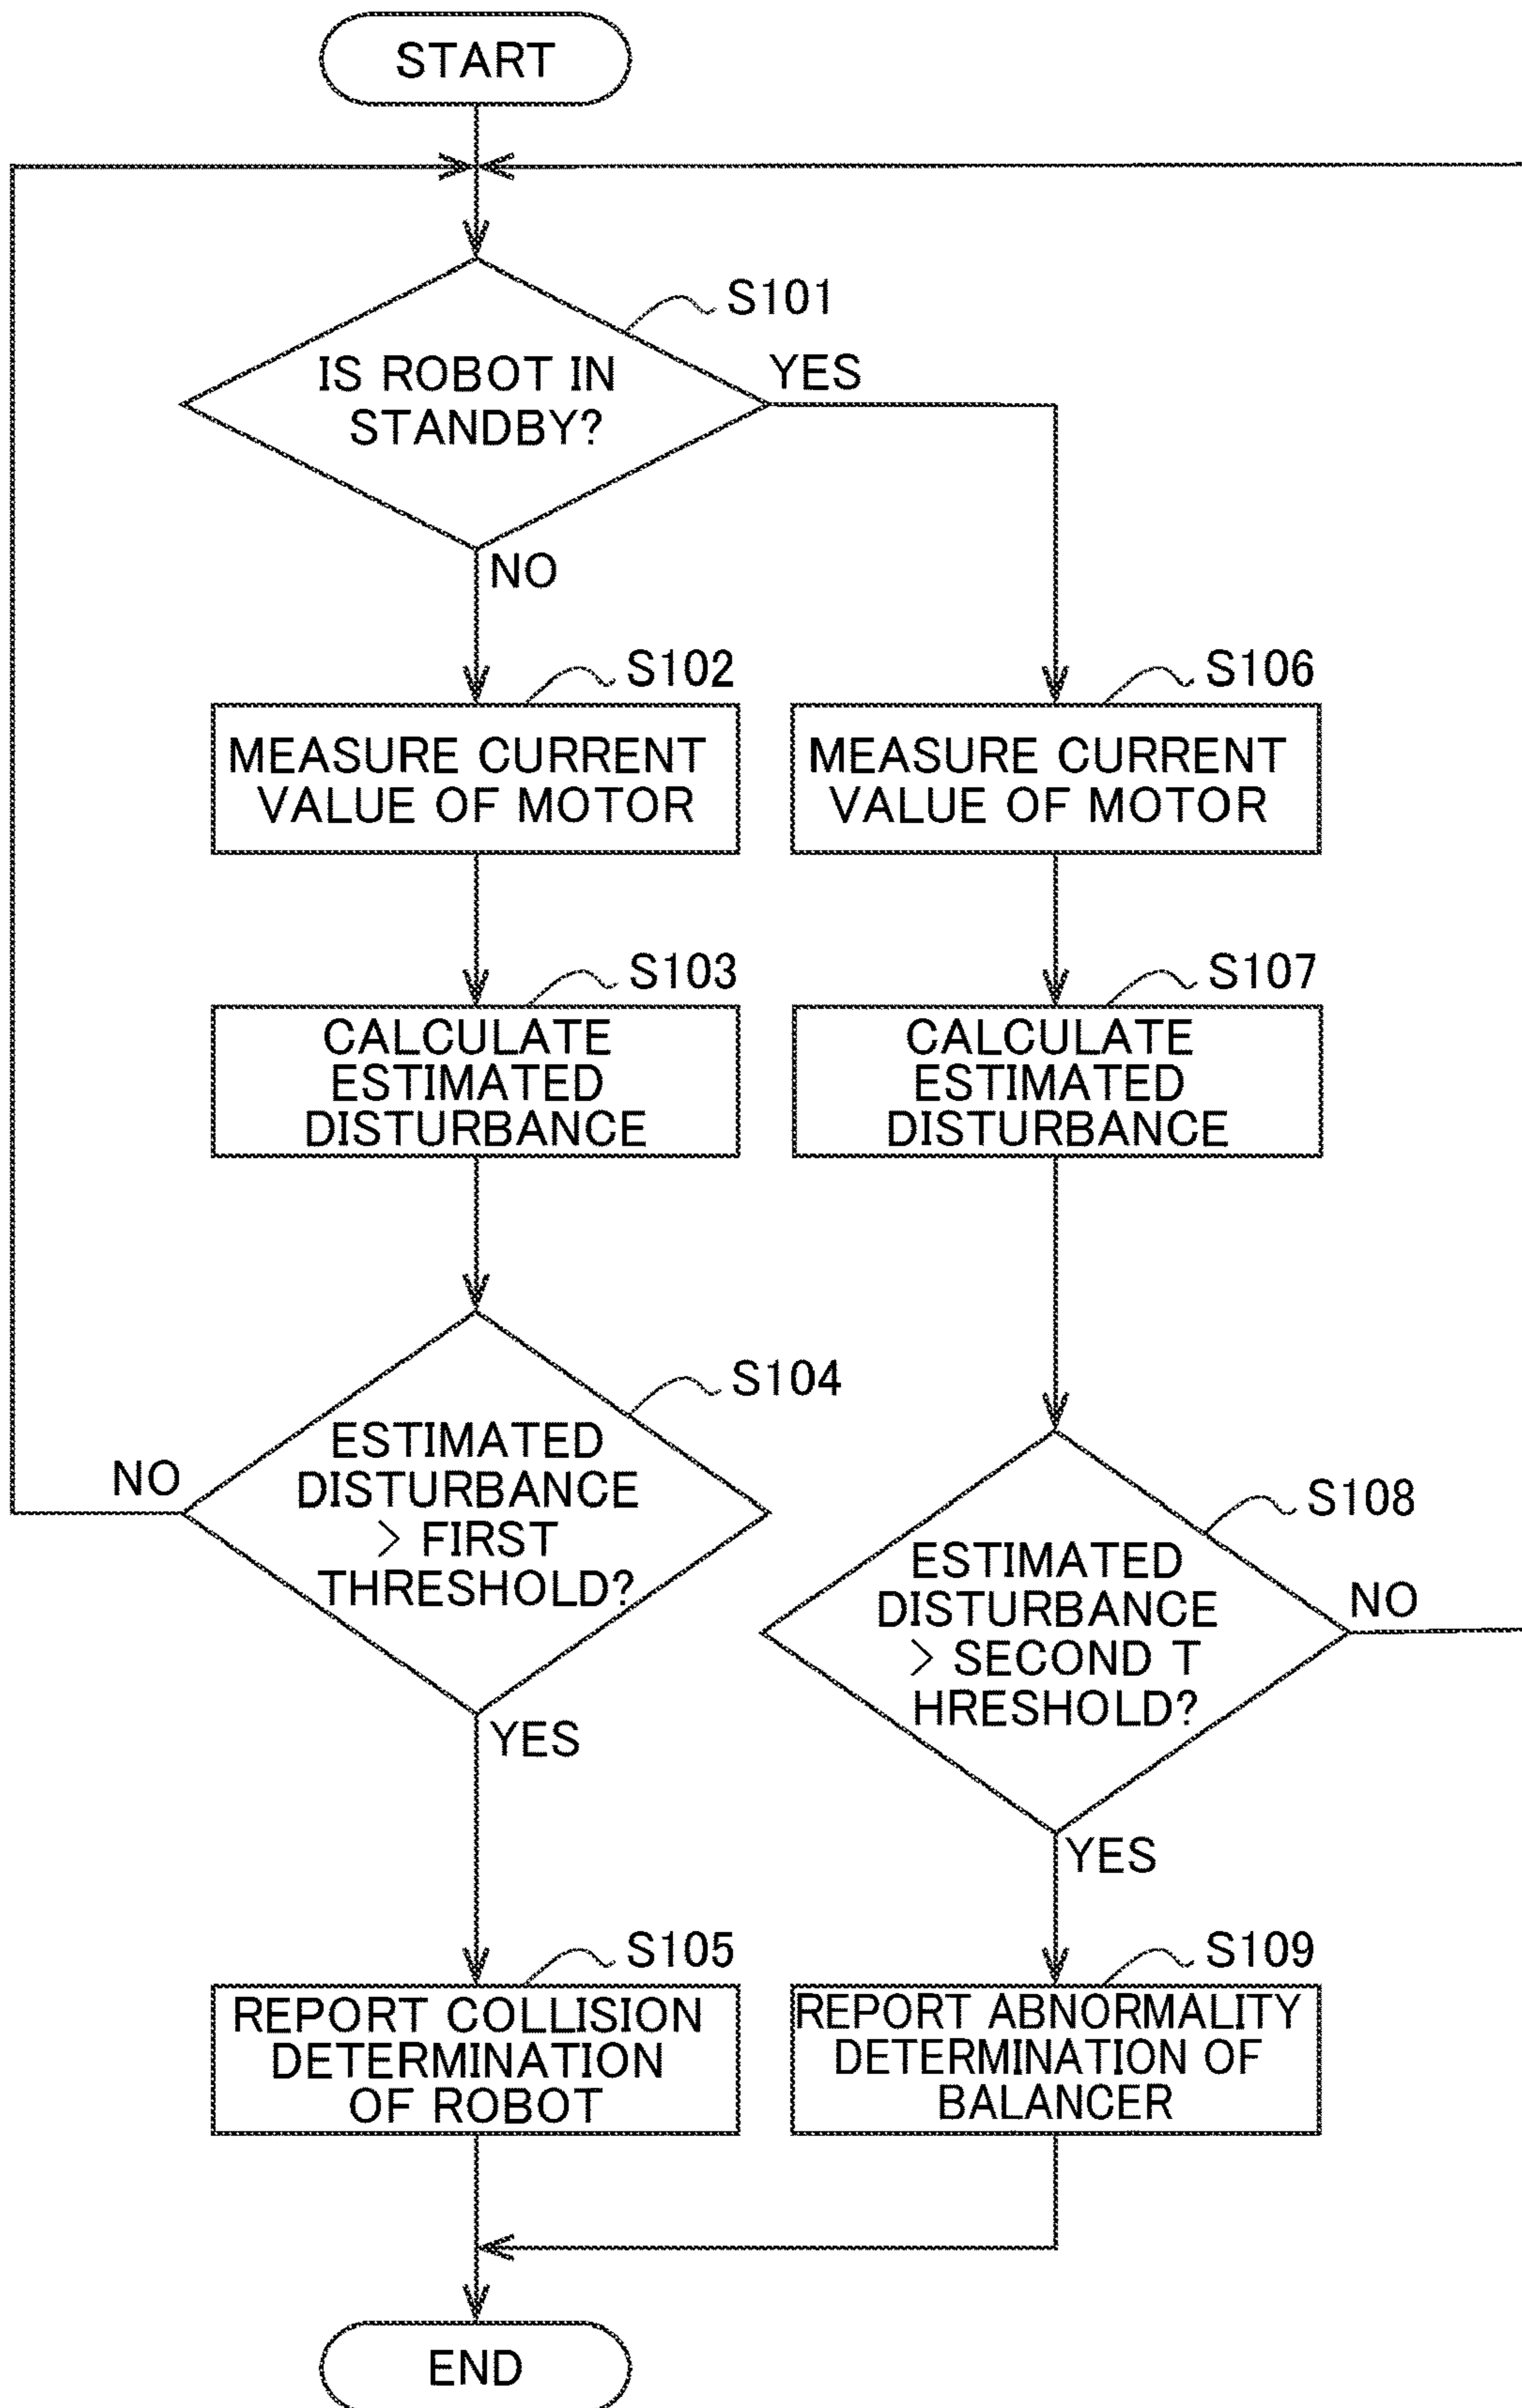 START
S101
IS ROBOT IN
STANDBY?
YES
NO
S102
MEASURE CURRENT
VALUE OF MOTOR
S106
MEASURE CURRENT
VALUE OF MOTOR
S103
CALCULATE
ESTIMATED
DISTURBANCE
S107
CALCULATE
ESTIMATED
DISTURBANCE
S104
ESTIMATED
DISTURBANCE
> FIRST
THRESHOLD?
NO
YES
S108
ESTIMATED
DISTURBANCE
> SECOND T
HRESHOLD?
NO
YES
S105
REPORT COLLISION
DETERMINATION
OF ROBOT
S109
REPORT ABNORMALITY
DETERMINATION OF
BALANCER
END